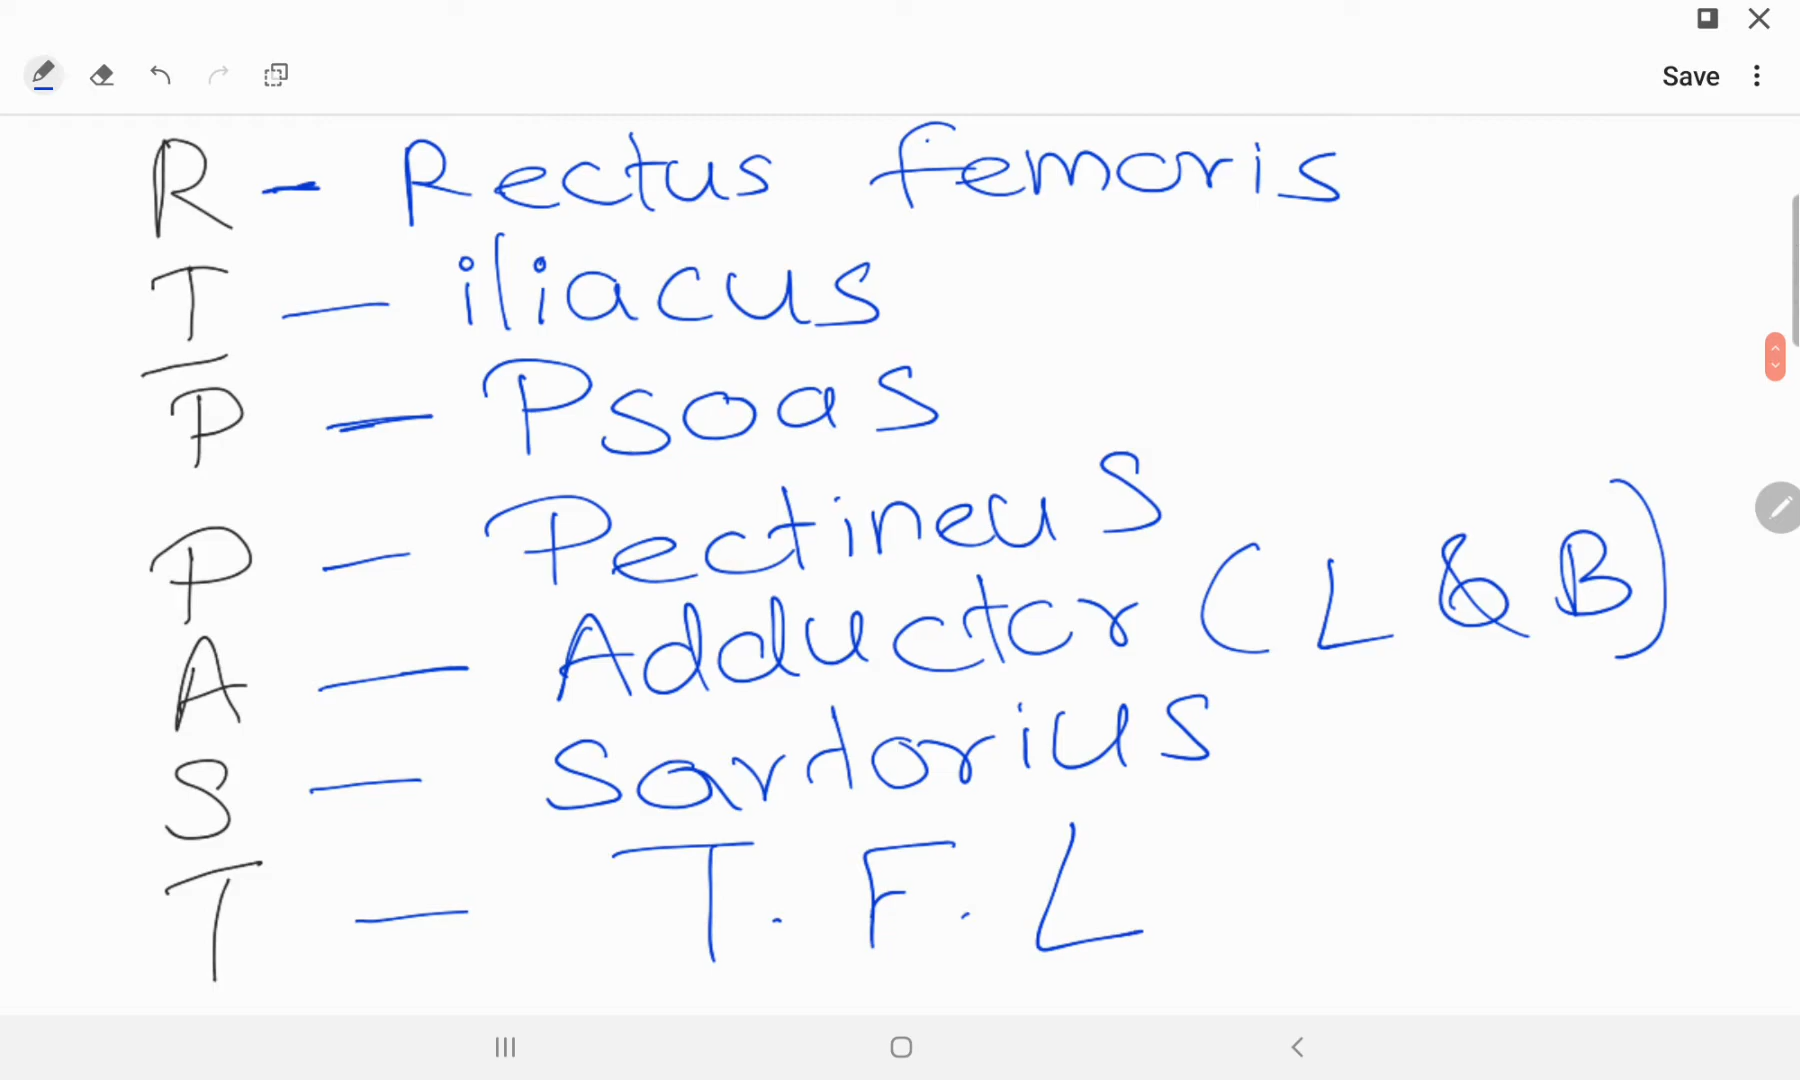 Save
R - Rectus femoris
I - iliacus
P - Psoas
P - Pectineus
A - Adductor (L & B)
S - Sartorius
T - T.F.L